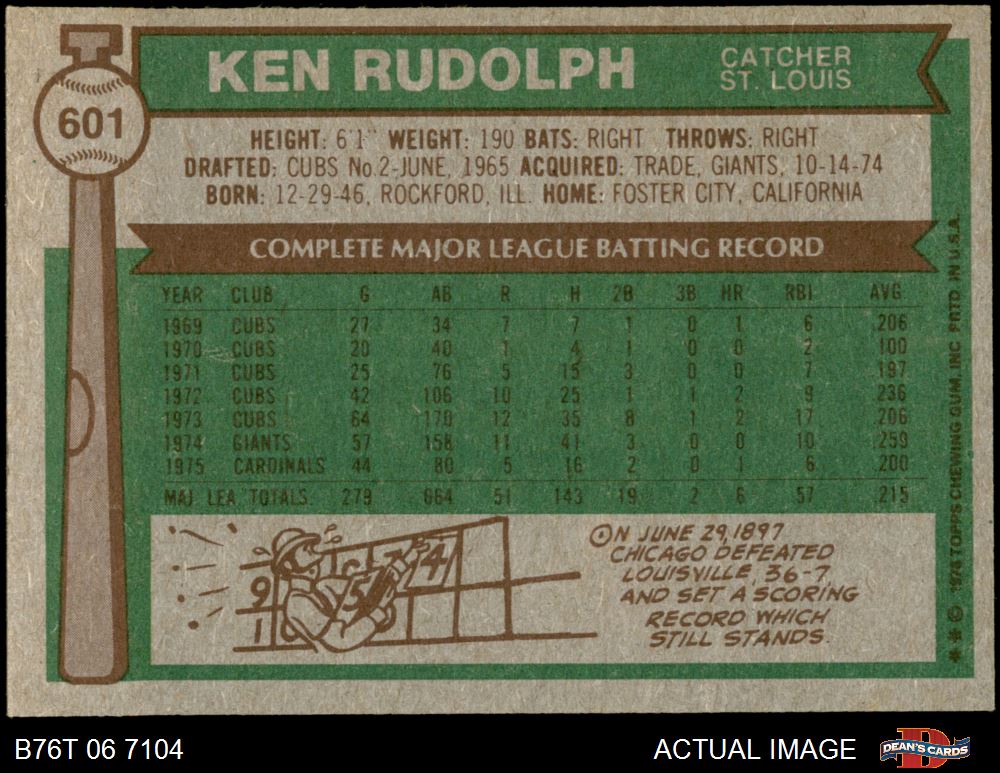 KEN RUDOLPH
CATCHER
ST. LOUIS
601
HEIGHT: 6'1" WEIGHT: 190 BATS: RIGHT THROWS: RIGHT
DRAFTED: CUBS No.2-JUNE, 1965 ACQUIRED: TRADE, GIANTS, 10-14-74
BORN: 12-29-46, ROCKFORD, ILL. HOME: FOSTER CITY, CALIFORNIA
COMPLETE MAJOR LEAGUE BATTING RECORD
YEAR CLUB G AB R H 2B 3B HR RBI AVG
1969 CUBS 27 34 7 7 1 0 1 6 .206
1970 CUBS 20 40 1 4 1 0 0 2 .100
1971 CUBS 25 76 5 15 3 0 0 7 .197
1972 CUBS 42 106 10 25 1 1 2 9 .236
1973 CUBS 64 170 12 35 8 1 2 17 .206
1974 GIANTS 57 158 11 41 3 0 0 10 .259
1975 CARDINALS 44 80 5 16 2 0 1 6 .200
MAJ. LEA. TOTALS 279 664 51 143 19 2 6 57 .215
9 5 4
1
ON JUNE 29, 1897
CHICAGO DEFEATED
LOUISVILLE, 36-7,
AND SET A SCORING
RECORD WHICH
STILL STANDS.
* * © 1976 TOPPS CHEWING GUM, INC. PRTD. IN U.S.A.
B76T 06 7104
ACTUAL IMAGE
DEAN'S CARDS